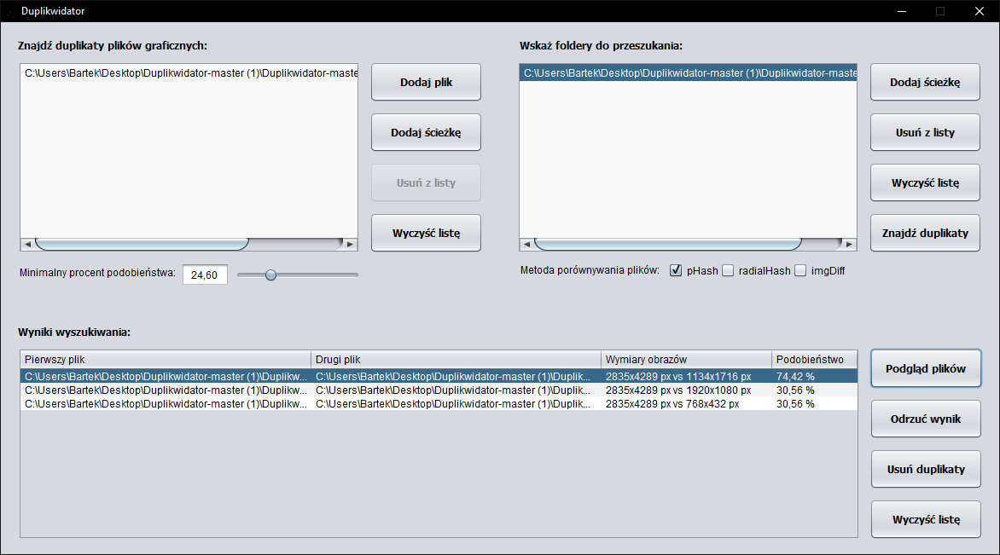 Duplikwidator
Znajdź duplikaty plików graficznych:
C:\Users\Bartek\Desktop\Duplikwidator-master (1)\Duplikwidator-maste
Dodaj plik
Dodaj ścieżkę
Usuń z listy
Wyczyść listę
Minimalny procent podobieństwa: 24,60
Wskaż foldery do przeszukania:
C:\Users\Bartek\Desktop\Duplikwidator-master (1)\Duplikwidator-maste
Dodaj ścieżkę
Usuń z listy
Wyczyść listę
Znajdź duplikaty
Metoda porównywania plików: pHash radialHash imgDiff
Wyniki wyszukiwania:
Pierwszy plik Drugi plik Wymiary obrazów Podobieństwo
C:\Users\Bartek\Desktop\Duplikwidator-master (1)\Duplikw... C:\Users\Bartek\Desktop\Duplikwidator-master (1)\Duplik... 2835x4289 px vs 1134x1716 px 74,42 %
C:\Users\Bartek\Desktop\Duplikwidator-master (1)\Duplikw... C:\Users\Bartek\Desktop\Duplikwidator-master (1)\Duplik... 2835x4289 px vs 1920x1080 px 30,56 %
C:\Users\Bartek\Desktop\Duplikwidator-master (1)\Duplikw... C:\Users\Bartek\Desktop\Duplikwidator-master (1)\Duplik... 2835x4289 px vs 768x432 px 30,56 %
Podgląd plików
Odrzuć wynik
Usuń duplikaty
Wyczyść listę